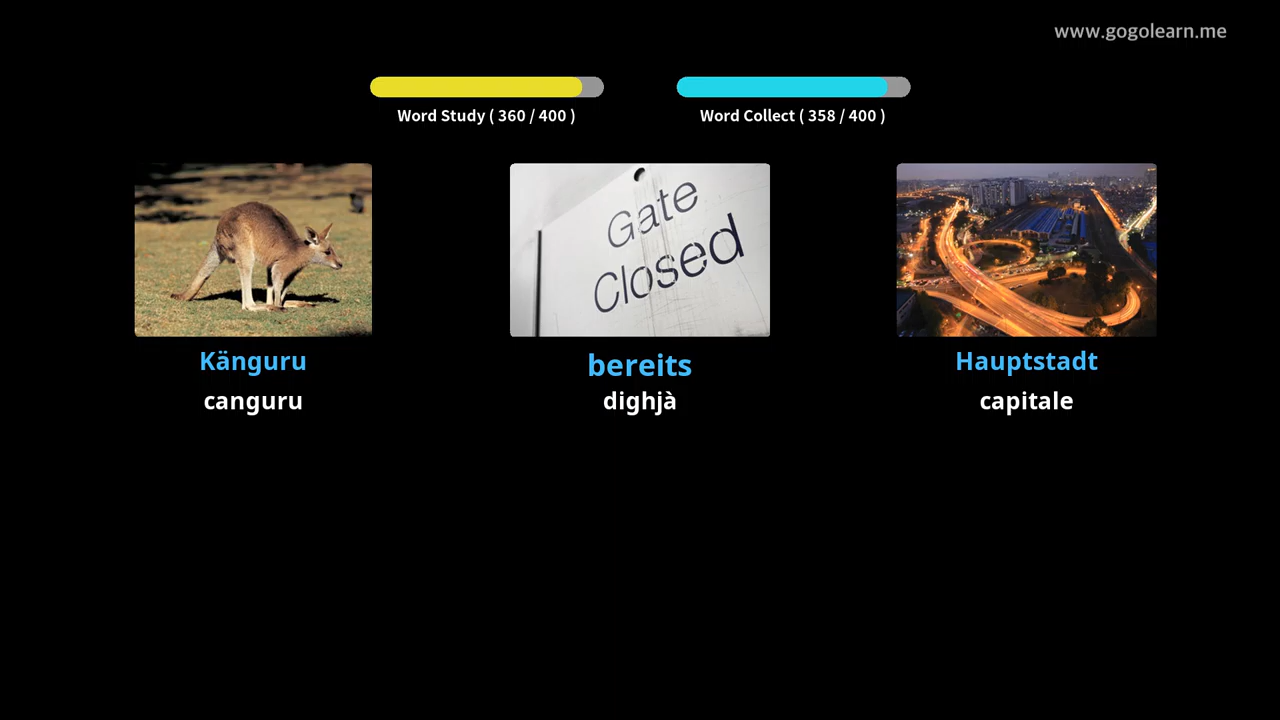 www.gogolearn.me
Word Study ( 360 / 400 )
Word Collect ( 358 / 400 )
Gate
Closed
Känguru
bereits
Hauptstadt
canguru
dighjà
capitale